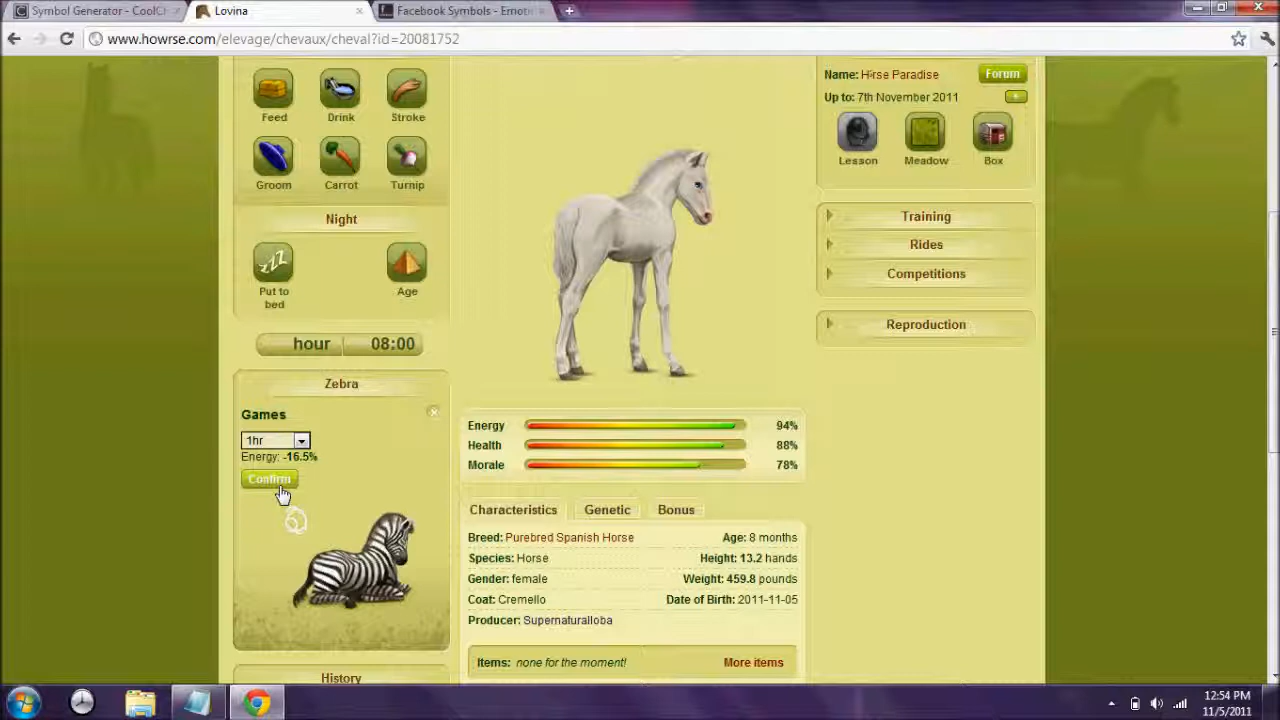 Symbol Generator - CoolCh
Lovina
Facebook Symbols - Emotic
www.howrse.com/elevage/chevaux/cheval?id=20081752
Feed
Drink
Stroke
Groom
Carrot
Turnip
Night
Put to
bed
Age
hour 08:00
Zebra
Games
1hr
Energy: -16.5%
Confirm
History
Energy 94%
Health 88%
Morale 78%
Characteristics
Genetic
Bonus
Breed: Purebred Spanish Horse
Age: 8 months
Species: Horse
Height: 13.2 hands
Gender: female
Weight: 459.8 pounds
Coat: Cremello
Date of Birth: 2011-11-05
Producer: Supernaturalloba
Items: none for the moment!
More items
Name: Hirse Paradise
Forum
Up to: 7th November 2011
+
Lesson
Meadow
Box
Training
Rides
Competitions
Reproduction
12:54 PM
11/5/2011